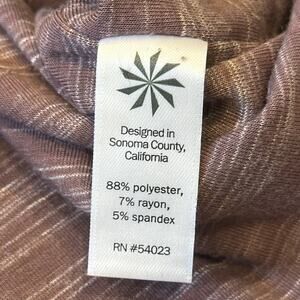 Designed in
Sonoma County,
California
88% polyester,
7% rayon,
5% spandex
RN #54023